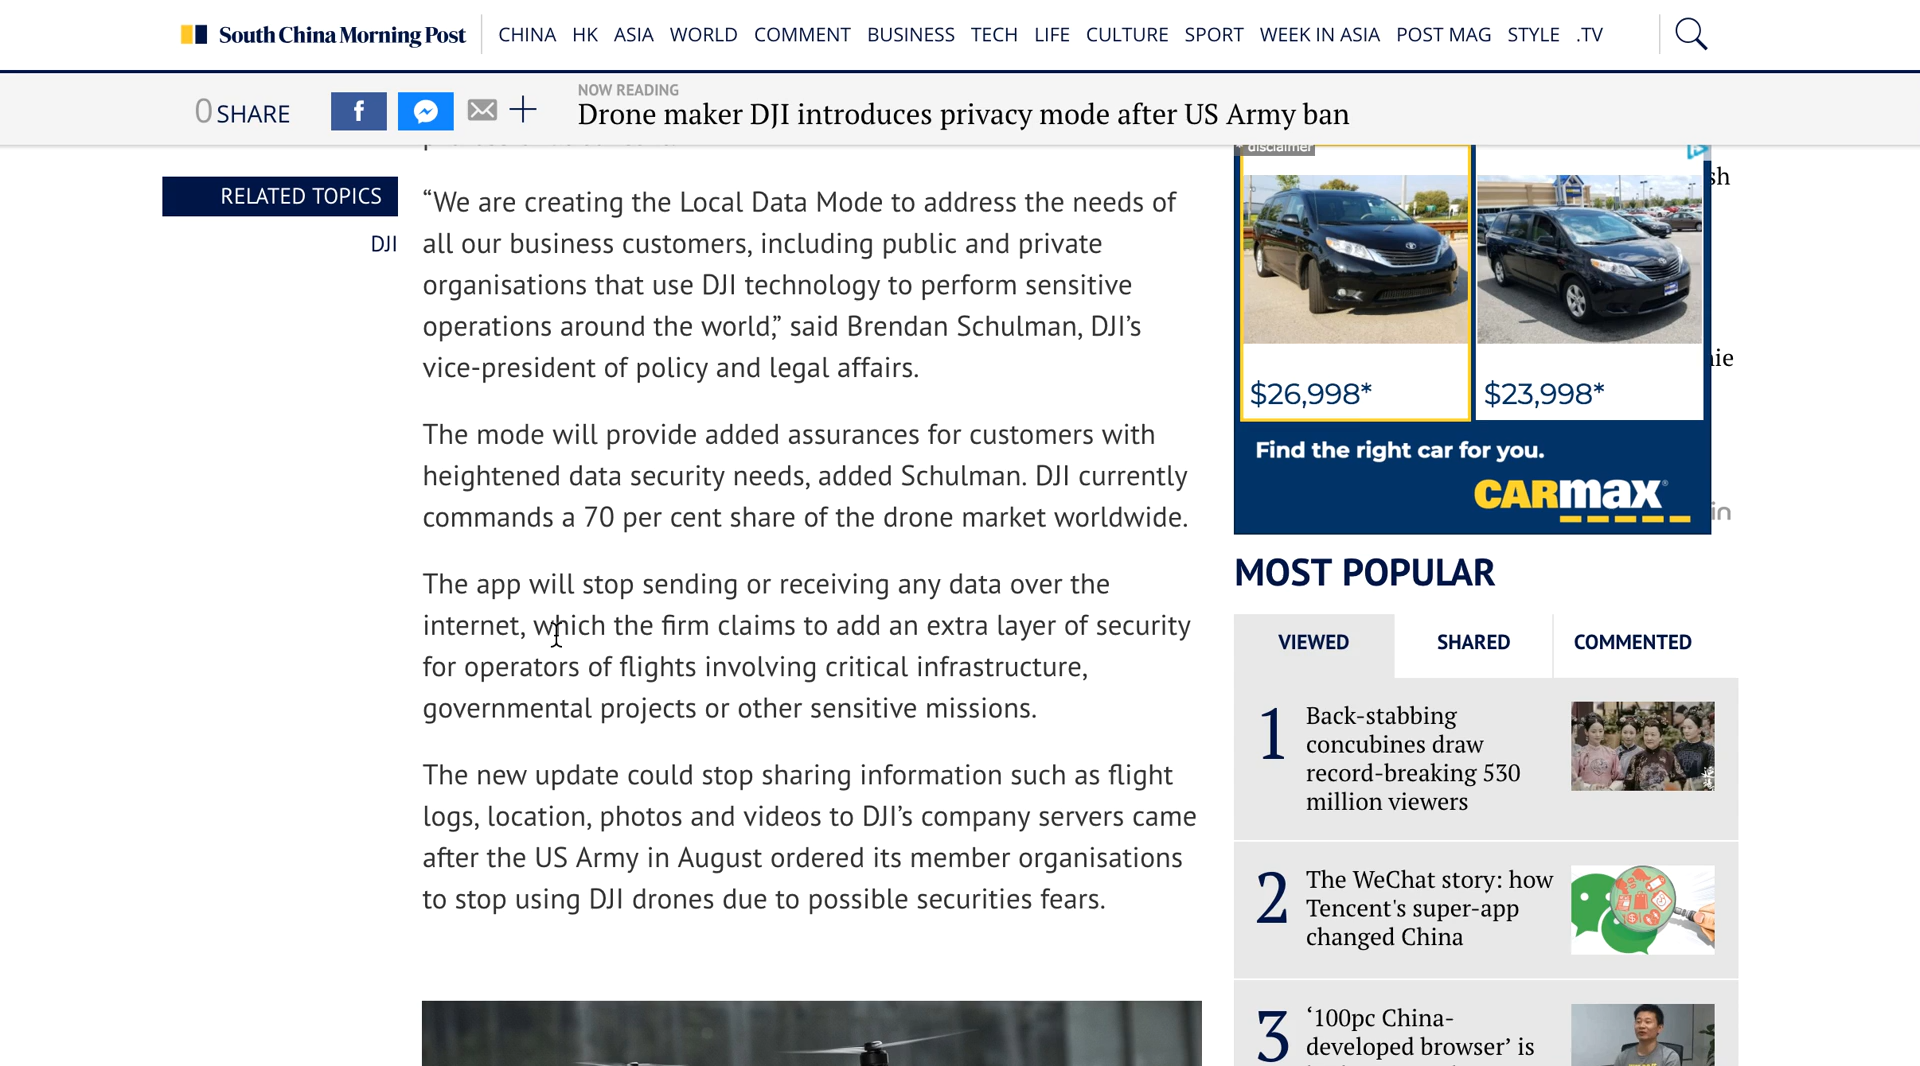 South China Morning Post
CHINA HK ASIA WORLD COMMENT BUSINESS TECH LIFE CULTURE SPORT WEEK IN ASIA POST MAG STYLE .TV
0 SHARE
f
NOW READING
Drone maker DJI introduces privacy mode after US Army ban
RELATED TOPICS
DJI
“We are creating the Local Data Mode to address the needs of
all our business customers, including public and private
organisations that use DJI technology to perform sensitive
operations around the world,” said Brendan Schulman, DJI’s
vice-president of policy and legal affairs.
The mode will provide added assurances for customers with
heightened data security needs, added Schulman. DJI currently
commands a 70 per cent share of the drone market worldwide.
The app will stop sending or receiving any data over the
internet, which the firm claims to add an extra layer of security
for operators of flights involving critical infrastructure,
governmental projects or other sensitive missions.
The new update could stop sharing information such as flight
logs, location, photos and videos to DJI’s company servers came
after the US Army in August ordered its member organisations
to stop using DJI drones due to possible securities fears.
disclaimer
$26,998*
$23,998*
Find the right car for you.
CARMAX
MOST POPULAR
VIEWED SHARED COMMENTED
1
Back-stabbing
concubines draw
record-breaking 530
million viewers
2
The WeChat story: how
Tencent's super-app
changed China
3
‘100pc China-
developed browser’ is